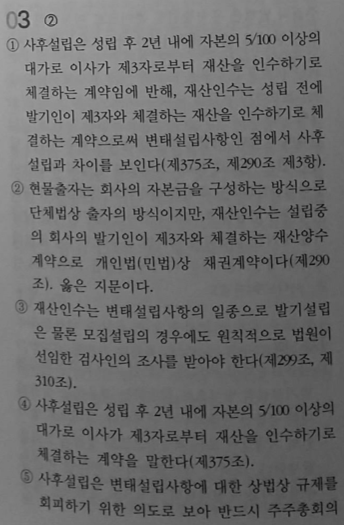 03 ②
① 사후설립은 성립 후 2년 내에 자본의 5/100 이상의
대가로 이사가 제3자로부터 재산을 인수하기로
체결하는 계약임에 반해, 재산인수는 성립 전에
발기인이 제3자와 체결하는 재산을 인수하기로 체
결하는 계약으로써 변태설립사항인 점에서 사후
설립과 차이를 보인다(제375조, 제290조 제3항).
② 현물출자는 회사의 자본금을 구성하는 방식으로
단체법상 출자의 방식이지만, 재산인수는 설립중
의 회사의 발기인이 제3자와 체결하는 재산양수
계약으로 개인법(민법)상 채권계약이다(제290
조). 옳은 지문이다.
③ 재산인수는 변태설립사항의 일종으로 발기설립
은 물론 모집설립의 경우에도 원칙적으로 법원이
선임한 검사인의 조사를 받아야 한다(제299조, 제
310조).
④ 사후설립은 성립 후 2년 내에 자본의 5/100 이상의
대가로 이사가 제3자로부터 재산을 인수하기로
체결하는 계약을 말한다(제375조).
⑤ 사후설립은 변태설립사항에 대한 상법상 규제를
회피하기 위한 의도로 보아 반드시 주주총회의